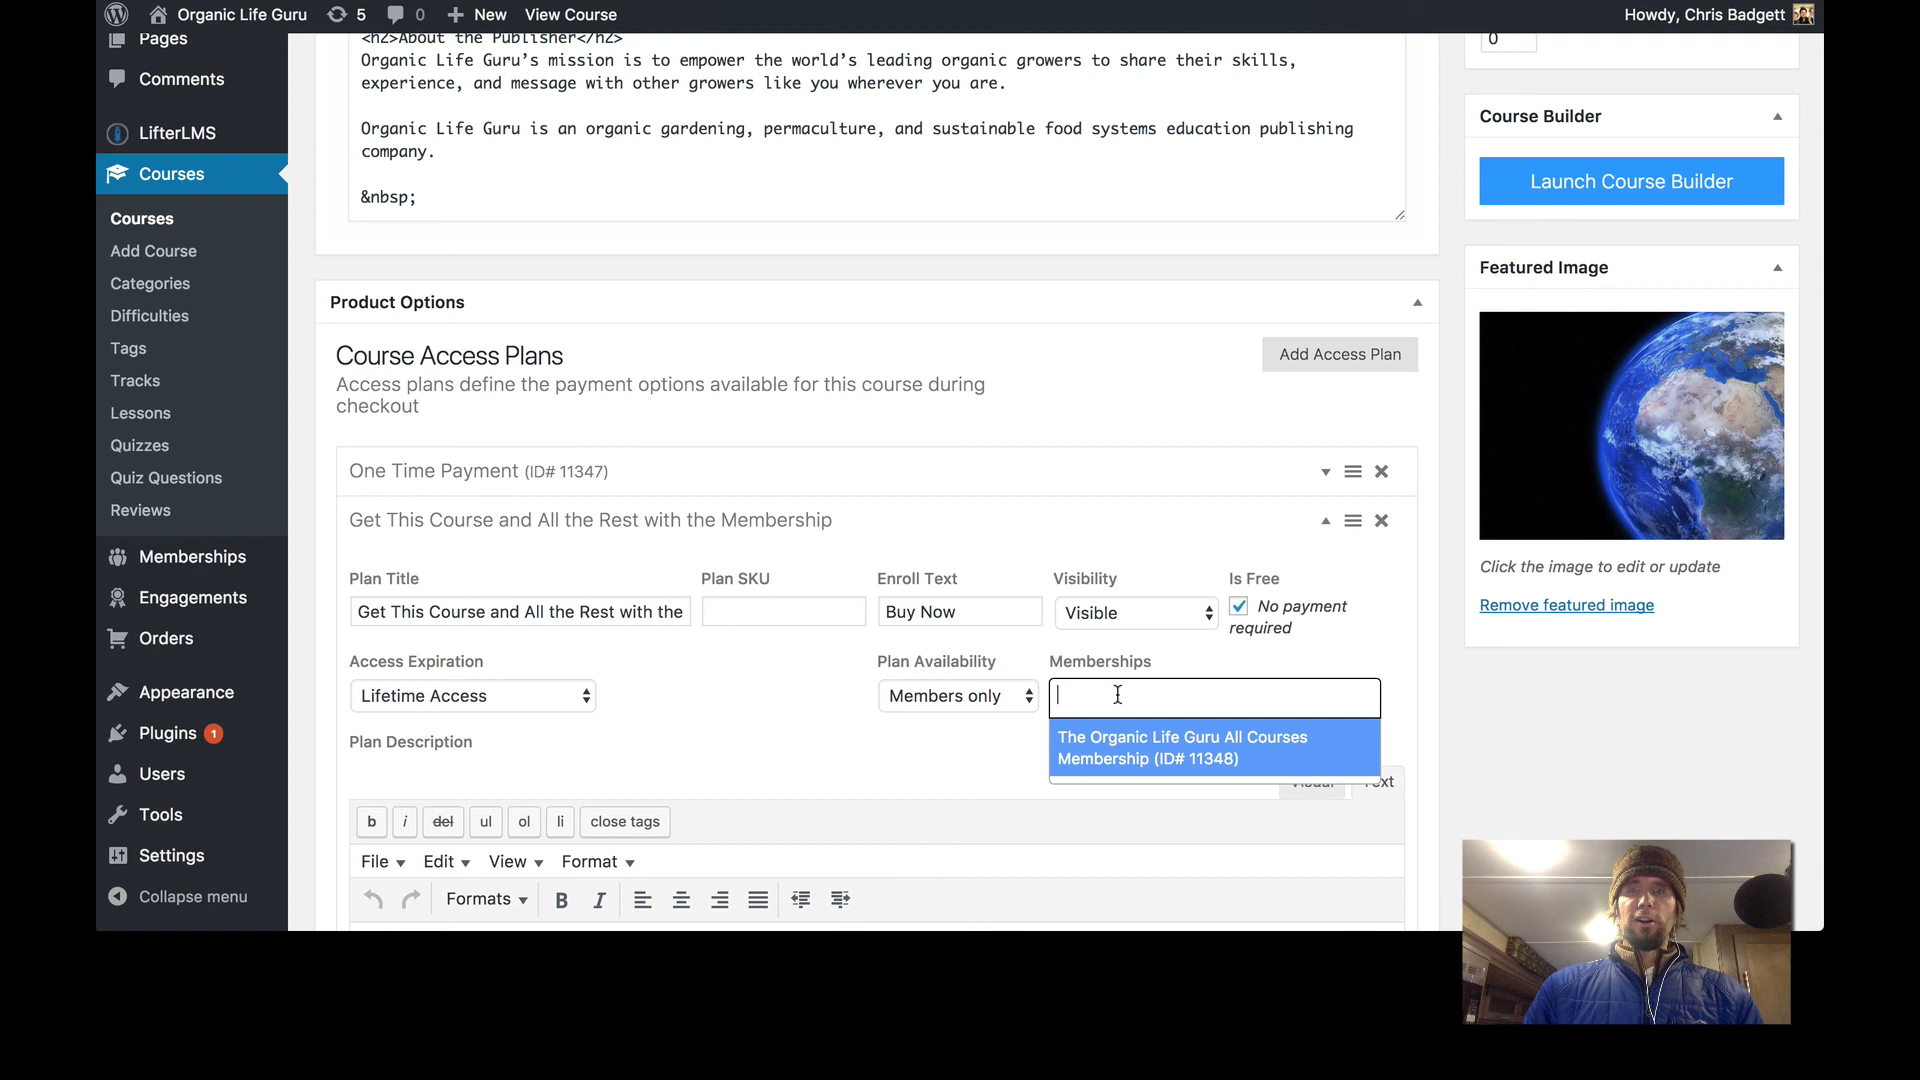 Organic Life Guru
5
0
New
View Course
Howdy, Chris Badgett
Pages
Comments
LifterLMS
Courses
Courses
Add Course
Categories
Difficulties
Tags
Tracks
Lessons
Quizzes
Quiz Questions
Reviews
Memberships
Engagements
Orders
Appearance
Plugins 1
Users
Tools
Settings
Collapse menu
<h2>About the Publisher</h2>
Organic Life Guru’s mission is to empower the world’s leading organic growers to share their skills,
experience, and message with other growers like you wherever you are.
Organic Life Guru is an organic gardening, permaculture, and sustainable food systems education publishing
company.
&nbsp;
Product Options
Course Access Plans
Add Access Plan
Access plans define the payment options available for this course during
checkout
One Time Payment (ID# 11347)
Get This Course and All the Rest with the Membership
Plan Title
Plan SKU
Enroll Text
Visibility
Is Free
Get This Course and All the Rest with the
Buy Now
Visible
No payment
required
Access Expiration
Plan Availability
Memberships
Lifetime Access
Members only
The Organic Life Guru All Courses
Membership (ID# 11348)
Plan Description
b
i
del
ul
ol
li
close tags
File
Edit
View
Format
Formats
B
I
0
Course Builder
Launch Course Builder
Featured Image
Click the image to edit or update
Remove featured image